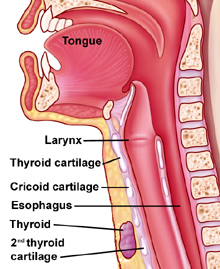 Tongue
Larynx
Thyroid cartilage
Cricoid cartilage
Esophagus
Thyroid
2nd thyroid
cartilage